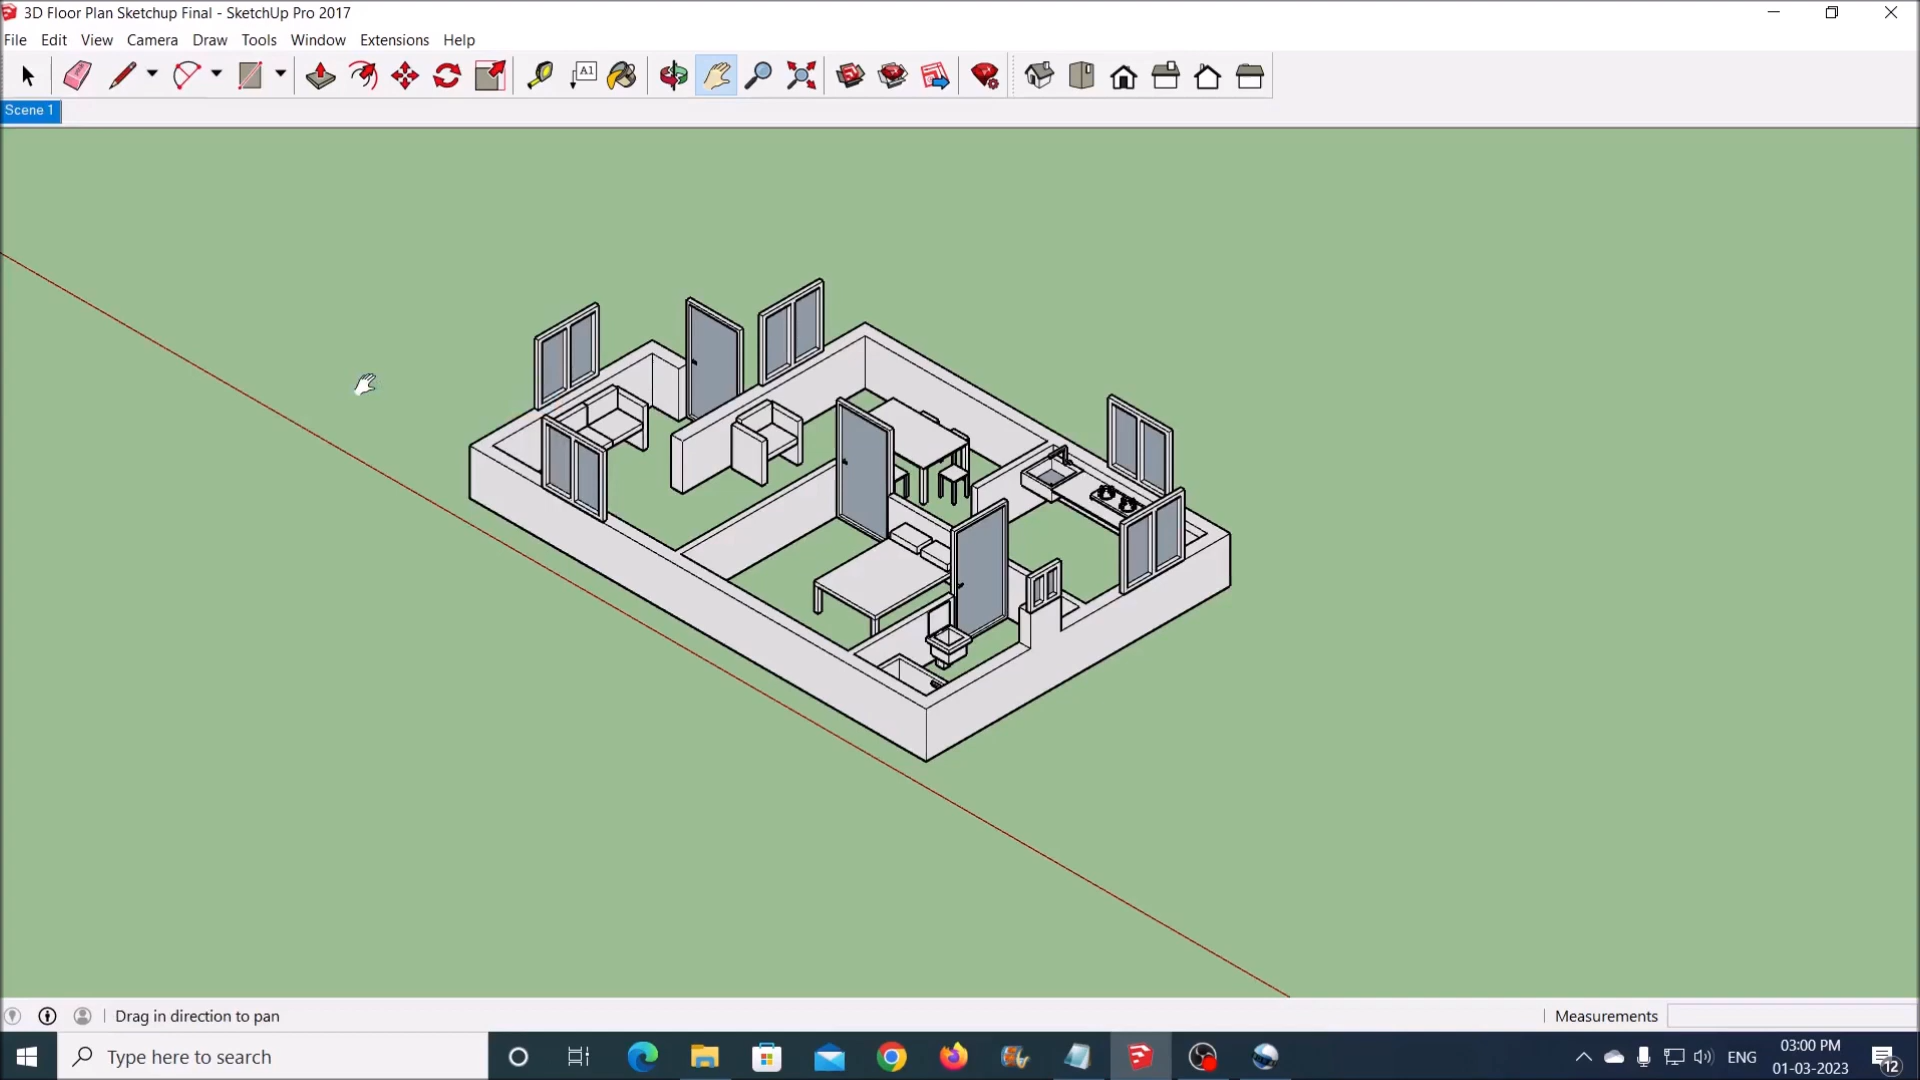 3D Floor Plan Sketchup Final - SketchUp Pro 2017
File Edit View Camera Draw Tools Window Extensions Help
A1
Scene 1
Drag in direction to pan
Measurements
Type here to search
ENG
03:00 PM
01-03-2023
12